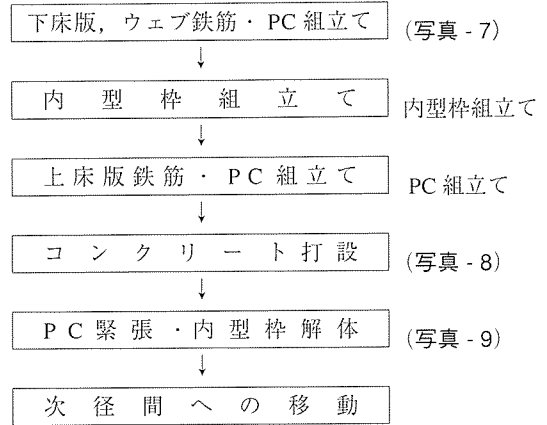 下床版，ウェブ鉄筋・PC組立て (写真-7)
↓
内型枠組立て 内型枠組立て
↓
上床版鉄筋・PC組立て PC組立て
↓
コンクリート打設 (写真-8)
↓
PC緊張・内型枠解体 (写真-9)
↓
次径間への移動